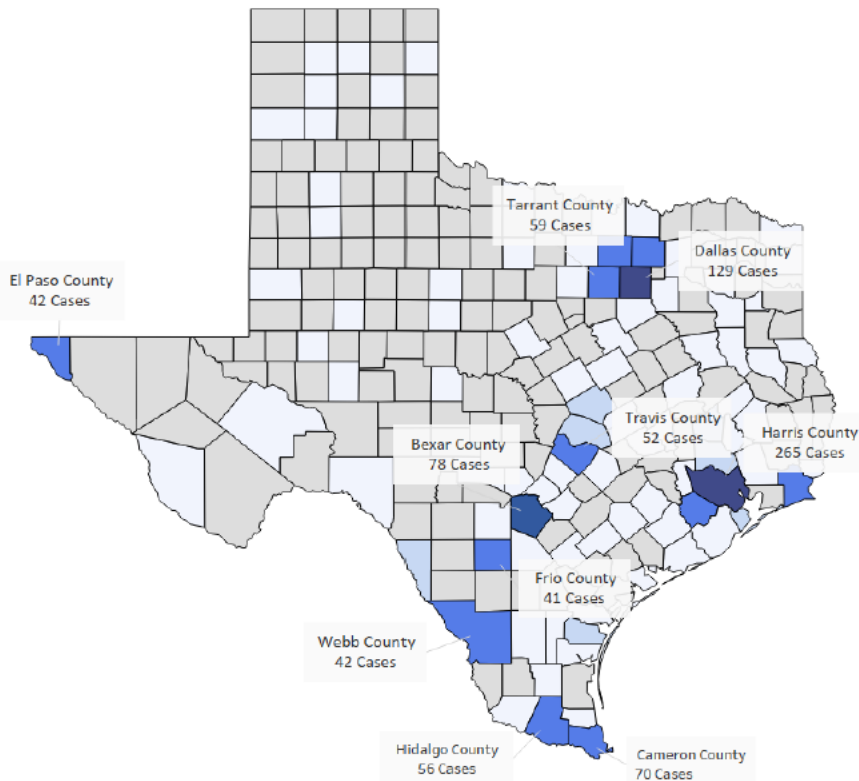 Tarrant County
59 Cases
Dallas County
129 Cases
El Paso County
42 Cases
Travis County
52 Cases
Harris County
265 Cases
Bexar County
78 Cases
Frio County
41 Cases
Webb County
42 Cases
Hidalgo County
56 Cases
Cameron County
70 Cases